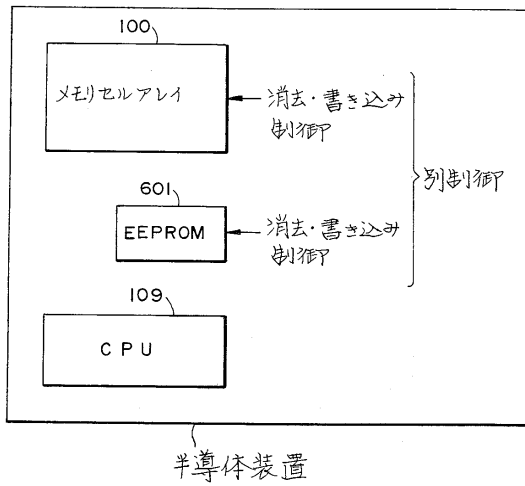 100
メモリセルアレイ
消去・書き込み
制御
別制御
601
EEPROM
消去・書き込み
制御
109
CPU
半導体装置